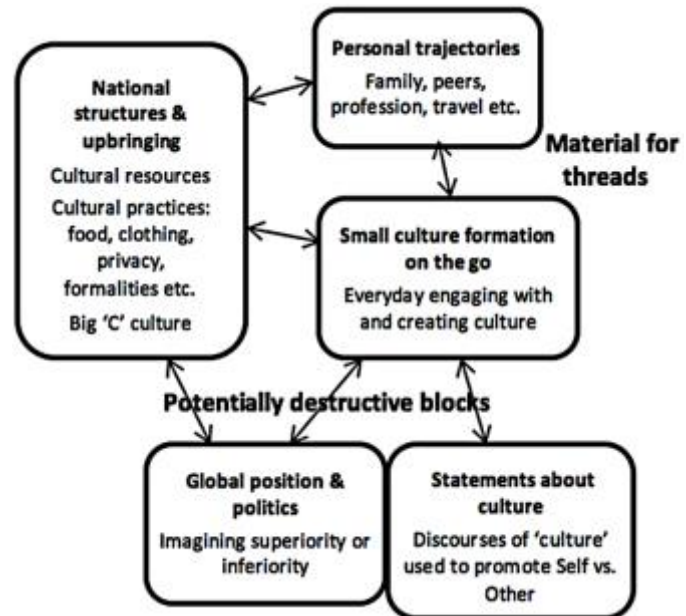 National
structures &
upbringing
Cultural resources
Cultural practices:
food, clothing,
privacy,
formalities etc.
Big 'C' culture
Personal trajectories
Family, peers,
profession, travel etc.
Material for
threads
Small culture formation
on the go
Everyday engaging with
and creating culture
Potentially destructive blocks
Global position &
politics
Imagining superiority or
inferiority
Statements about
culture
Discourses of 'culture'
used to promote Self vs.
Other